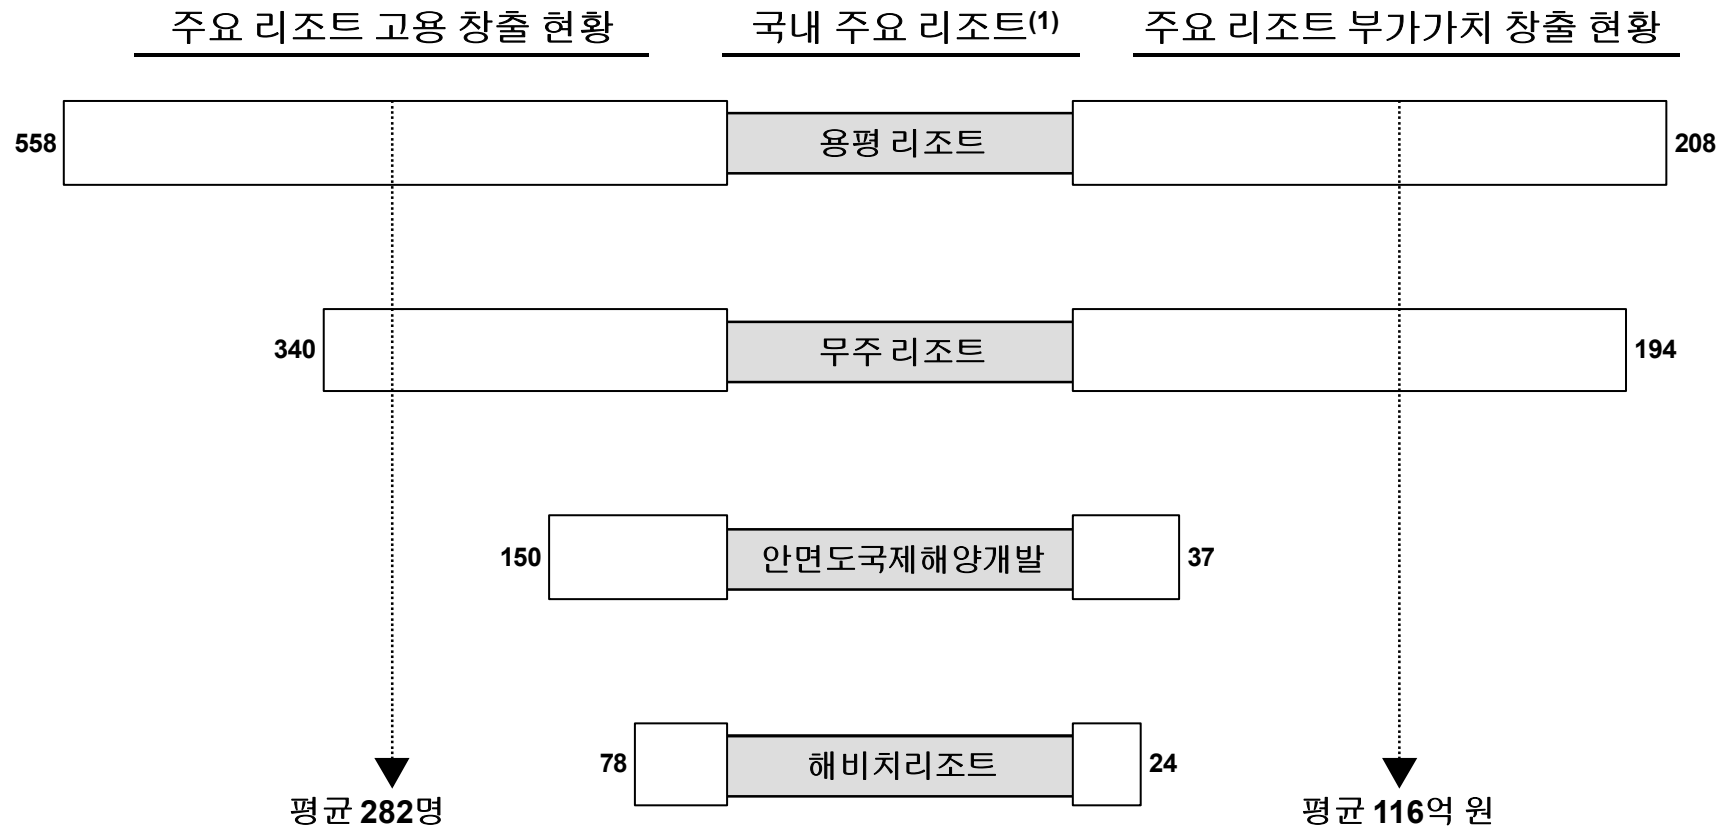 주요 리조트 고용 창출 현황
국내 주요 리조트(1)
주요 리조트 부가가치 창출 현황
558
용평 리조트
208
340
무주 리조트
194
150
안면도국제해양개발
37
78
해비치리조트
24
평균 282명
평균 116억 원